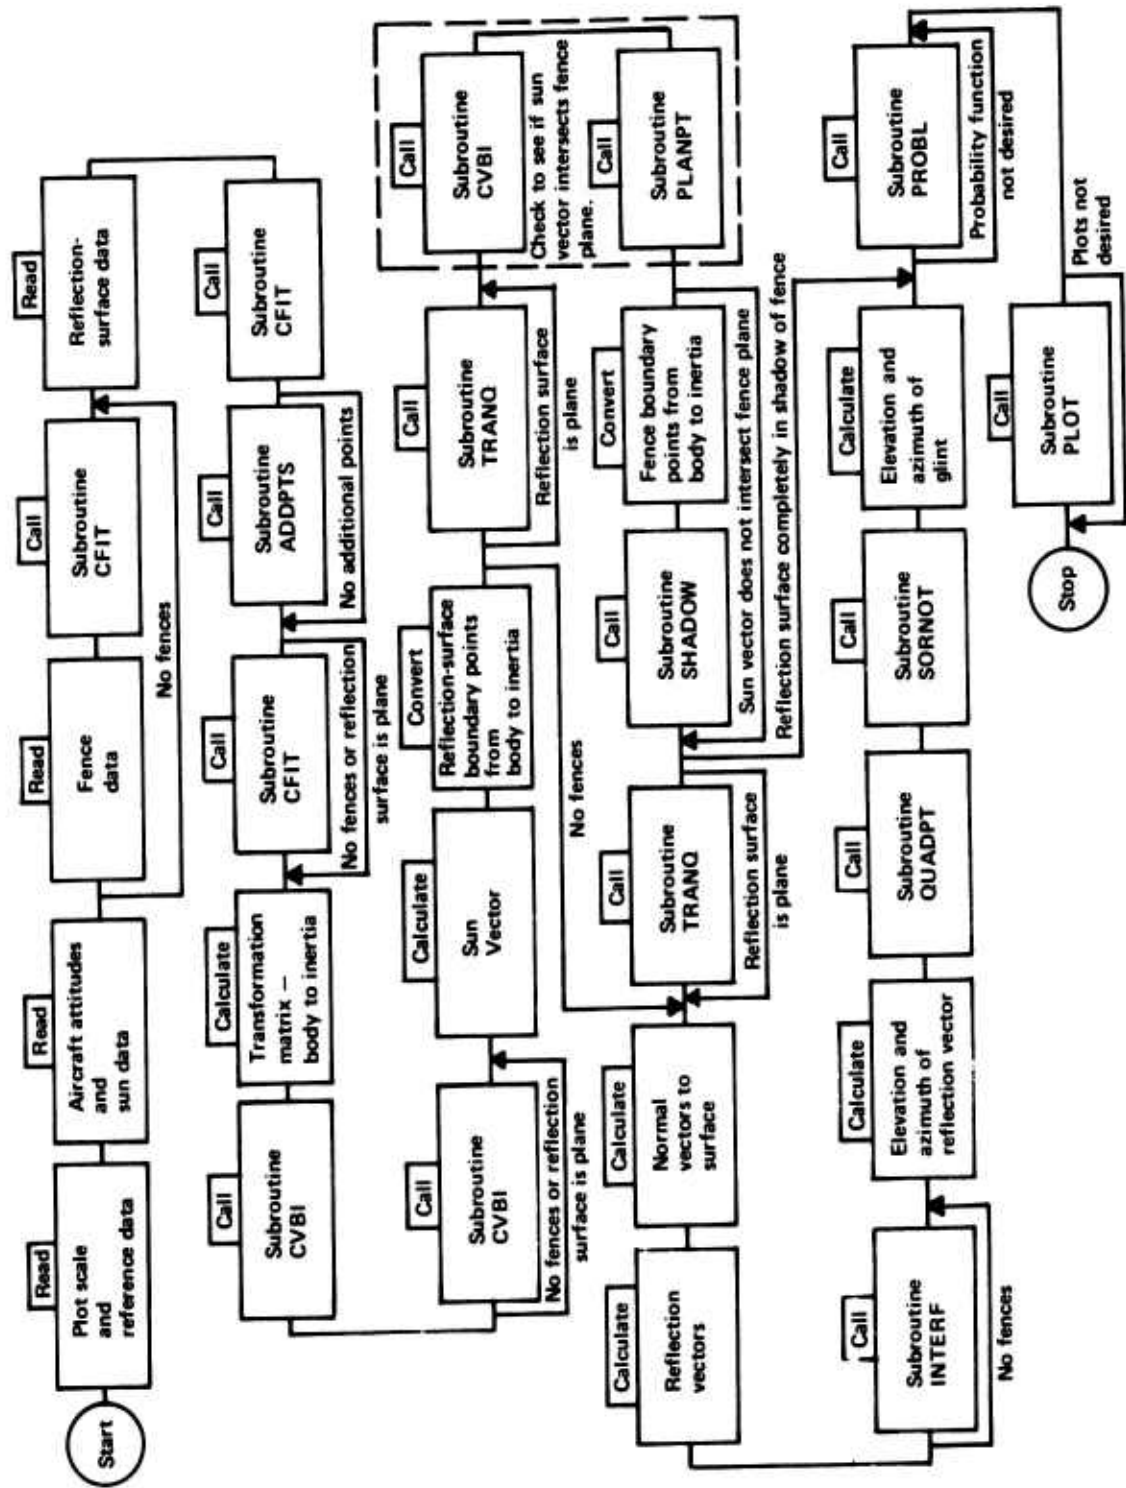 Start
Read
Plot scale
and
reference data
Read
Aircraft attitudes
and
sun data
Read
Fence
data
Call
Subroutine
CFIT
No fences
Read
Reflection-
surface data
Call
Subroutine
CFIT
Call
Subroutine
ADDPTS
No additional points
Call
Subroutine
CFIT
No fences or reflection
surface is plane
Calculate
Transformation
matrix –
body to inertia
Call
Subroutine
CVBI
Call
Subroutine
CVBI
No fences or reflection
surface is plane
Calculate
Sun
Vector
Convert
Reflection-surface
boundary points
from
body to inertia
No fences
Call
Subroutine
TRANQ
Reflection surface
is plane
Call
Subroutine
CVBI
Check to see if sun
vector intersects fence
plane.
Call
Subroutine
PLANPT
Convert
Fence boundary
points from
body to inertia
Sun vector does not intersect fence plane
Call
Subroutine
SHADOW
Reflection surface completely in shadow of fence
Call
Subroutine
TRANQ
Reflection surface
is plane
Calculate
Normal
vectors to
surface
Calculate
Reflection
vectors
Call
Subroutine
INTERF
No fences
Calculate
Elevation and
azimuth of
reflection vector
Call
Subroutine
QUADPT
Call
Subroutine
SORNOT
Calculate
Elevation and
azimuth of
glint
Call
Subroutine
PROBL
Probability function
not desired
Call
Subroutine
PLOT
Plots not
desired
Stop